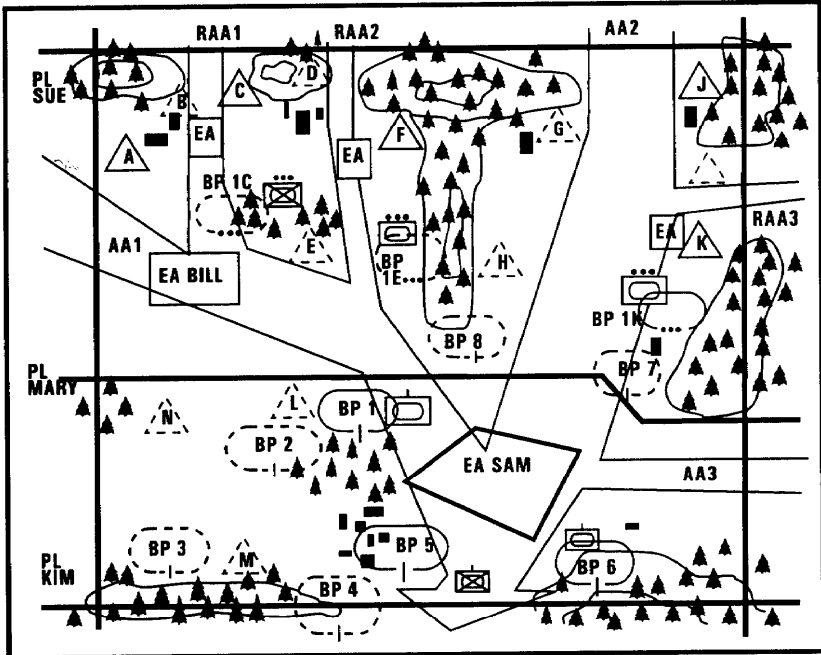 RAA1
RAA2
AA2
PL SUE
B
C
D
J
A
EA
EA
F
G
BP 1C
E
AA1
EA BILL
BP 1E
H
EA
K
RAA3
BP 1K
BP 8
BP 7
PL MARY
N
L
BP 1
BP 2
EA SAM
AA3
BP 3
M
BP 5
BP 6
PL KIM
BP 4